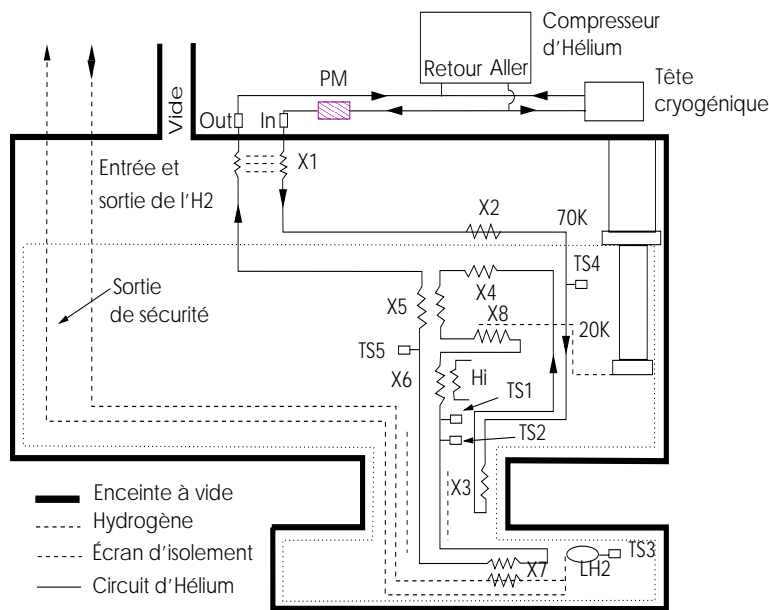 Compresseur
d'Hélium
Retour Aller
PM
Tête
cryogénique
Vide
Out
In
Entrée et
sortie de l'H2
X1
X2
70K
TS4
Sortie
de sécurité
X5
X4
X8
20K
TS5
X6
Hi
TS1
TS2
X3
Enceinte à vide
Hydrogène
Écran d'isolement
Circuit d'Hélium
X7
LH2
TS3